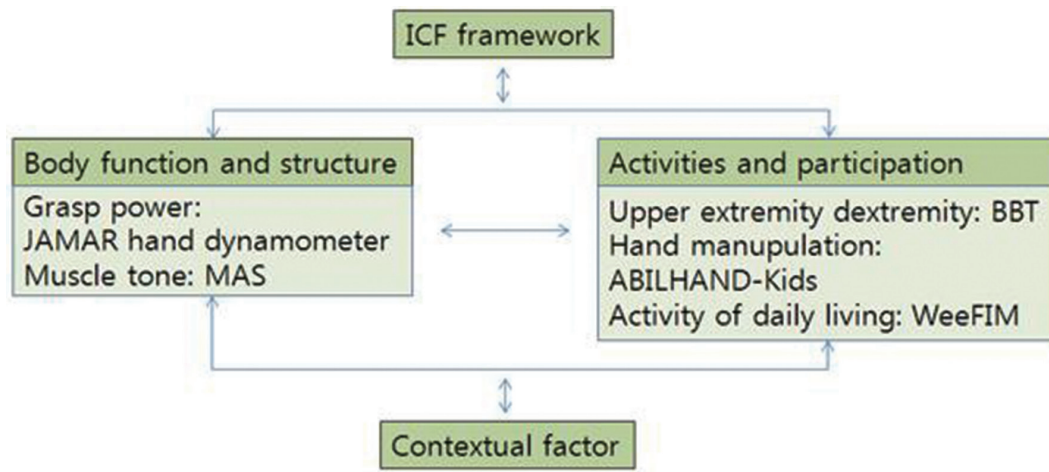 ICF framework
Body function and structure
Grasp power:
JAMAR hand dynamometer
Muscle tone: MAS
Activities and participation
Upper extremity dextremity: BBT
Hand manupulation:
ABILHAND-Kids
Activity of daily living: WeeFIM
Contextual factor